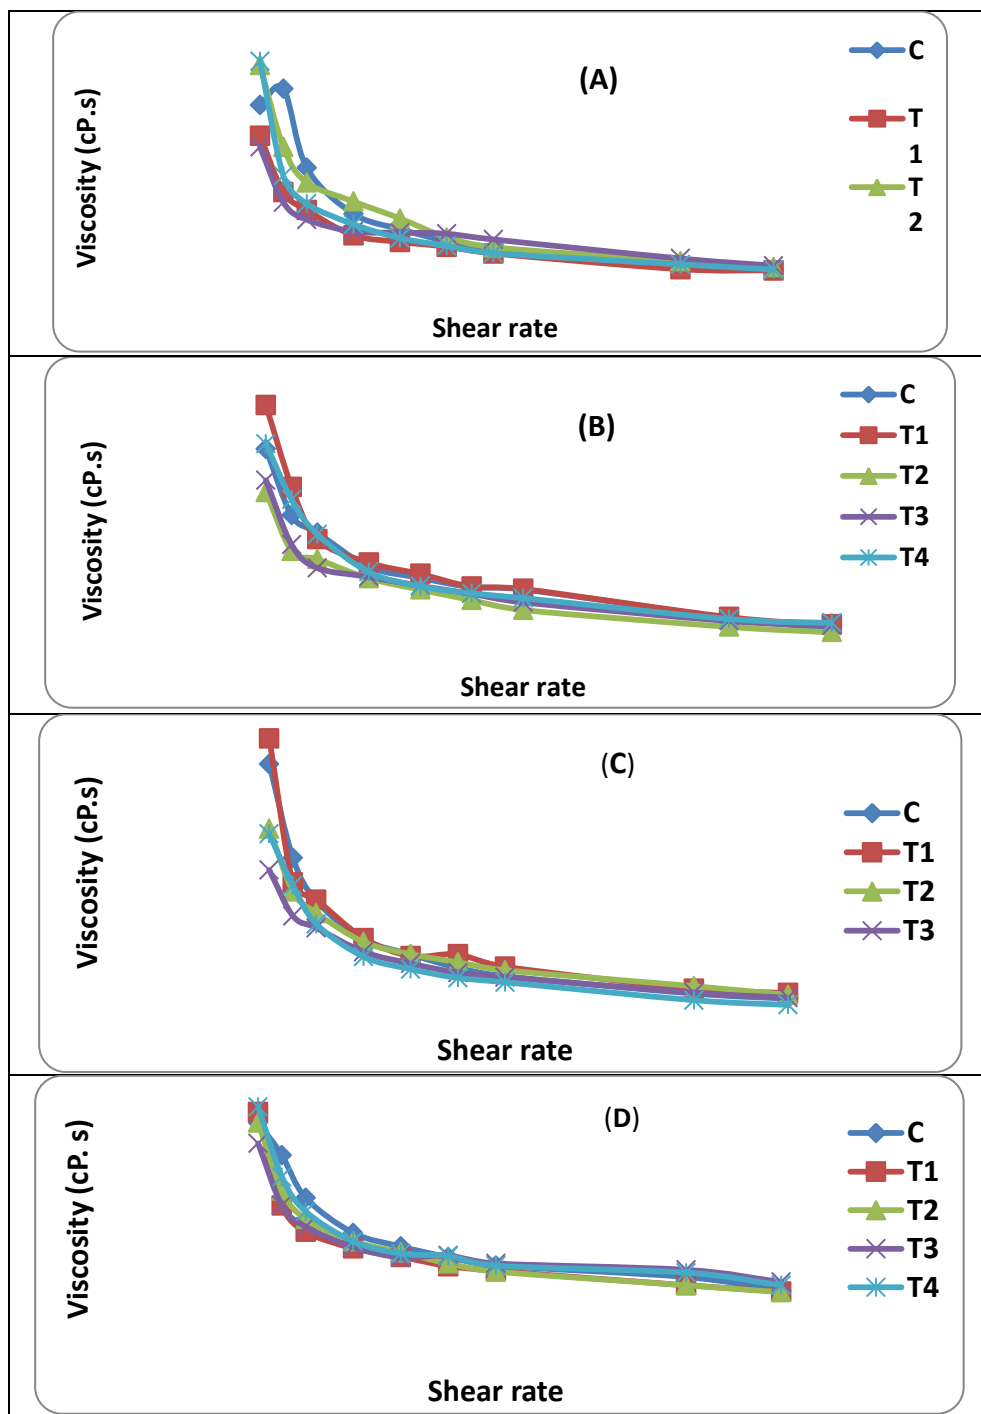 (A)
Viscosity (cP.s)
Shear rate
C
T
1
T
2
(B)
Viscosity (cP.s)
Shear rate
C
T1
T2
T3
T4
(C)
Viscosity (cP.s)
Shear rate
C
T1
T2
T3
(D)
Viscosity (cP. s)
Shear rate
C
T1
T2
T3
T4